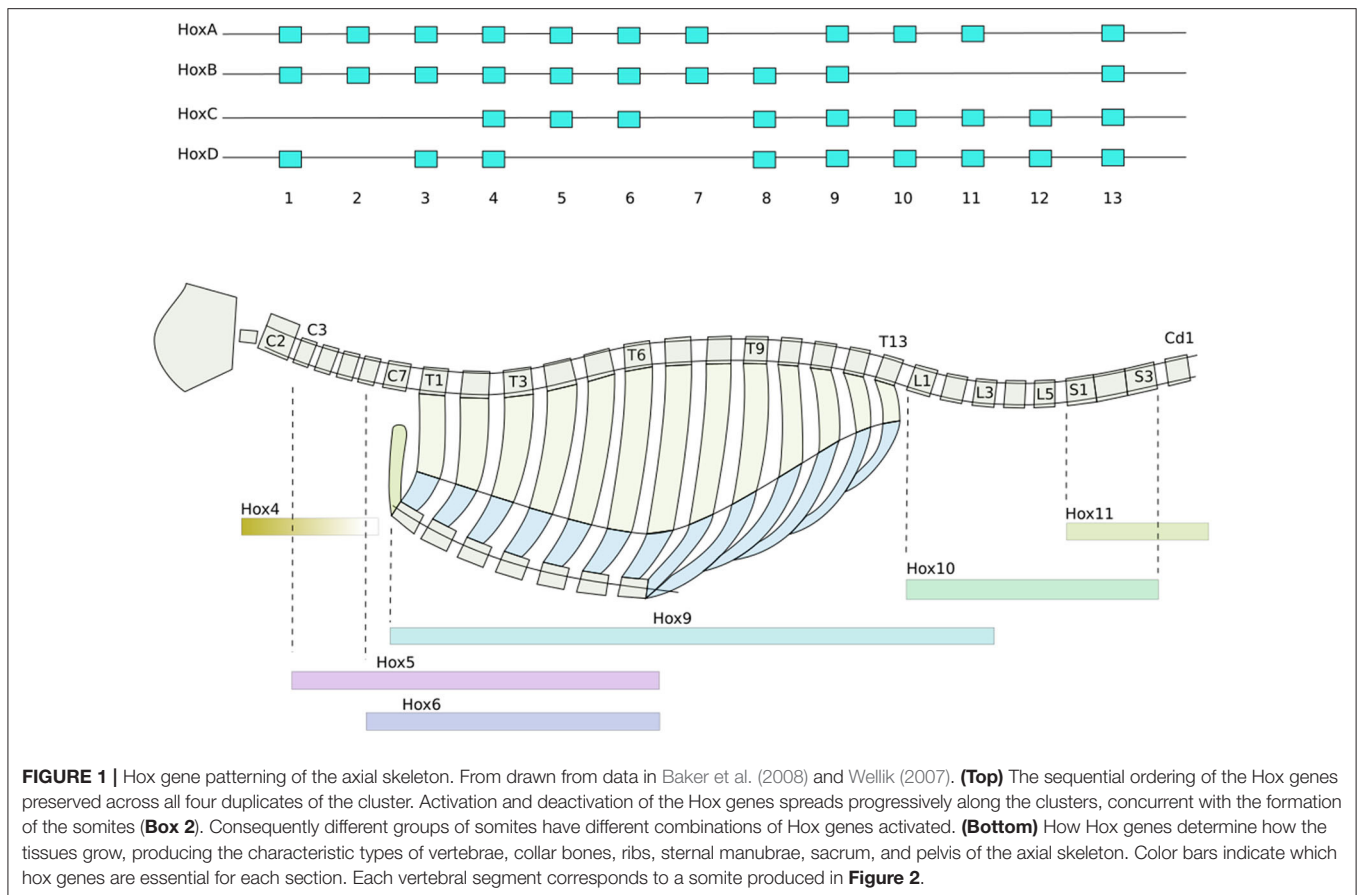 HoxA
HoxB
HoxC
HoxD
1 2 3 4 5 6 7 8 9 10 11 12 13
C2 C3 C7 T1 T3 T6 T9 T13 L1 L3 L5 S1 S3 Cd1
Hox4
Hox11
Hox10
Hox9
Hox5
Hox6
FIGURE 1 | Hox gene patterning of the axial skeleton. From drawn from data in Baker et al. (2008) and Wellik (2007). (Top) The sequential ordering of the Hox genes
preserved across all four duplicates of the cluster. Activation and deactivation of the Hox genes spreads progressively along the clusters, concurrent with the formation
of the somites (Box 2). Consequently different groups of somites have different combinations of Hox genes activated. (Bottom) How Hox genes determine how the
tissues grow, producing the characteristic types of vertebrae, collar bones, ribs, sternal manubrae, sacrum, and pelvis of the axial skeleton. Color bars indicate which
hox genes are essential for each section. Each vertebral segment corresponds to a somite produced in Figure 2.